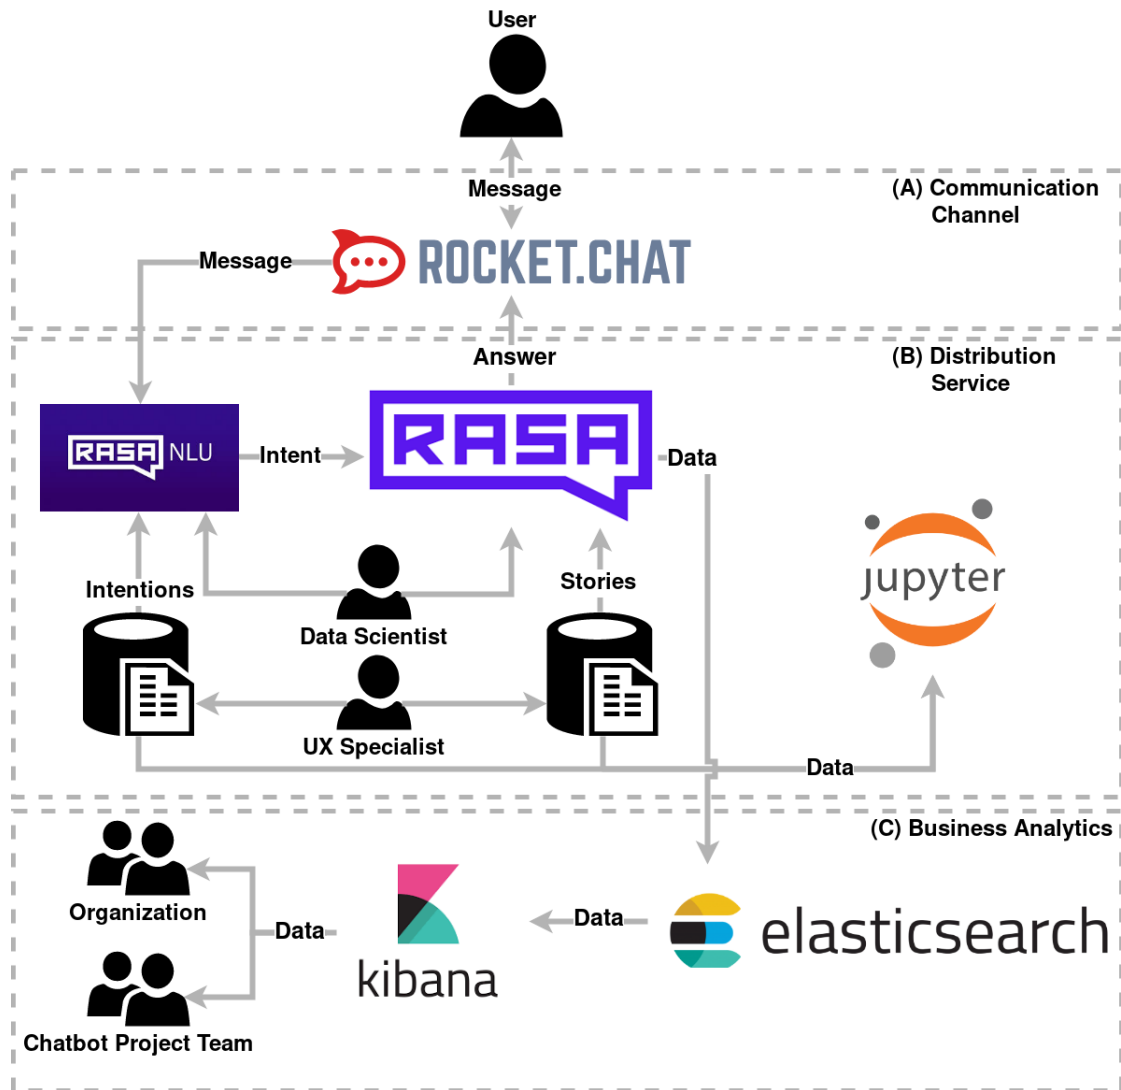 User
Message
(A) Communication
Channel
Message
ROCKET.CHAT
Answer
(B) Distribution
Service
RASA NLU
Intent
RASA
Data
jupyter
Intentions
Stories
Data Scientist
UX Specialist
Data
(C) Business Analytics
Organization
Data
kibana
Data
elasticsearch
Chatbot Project Team